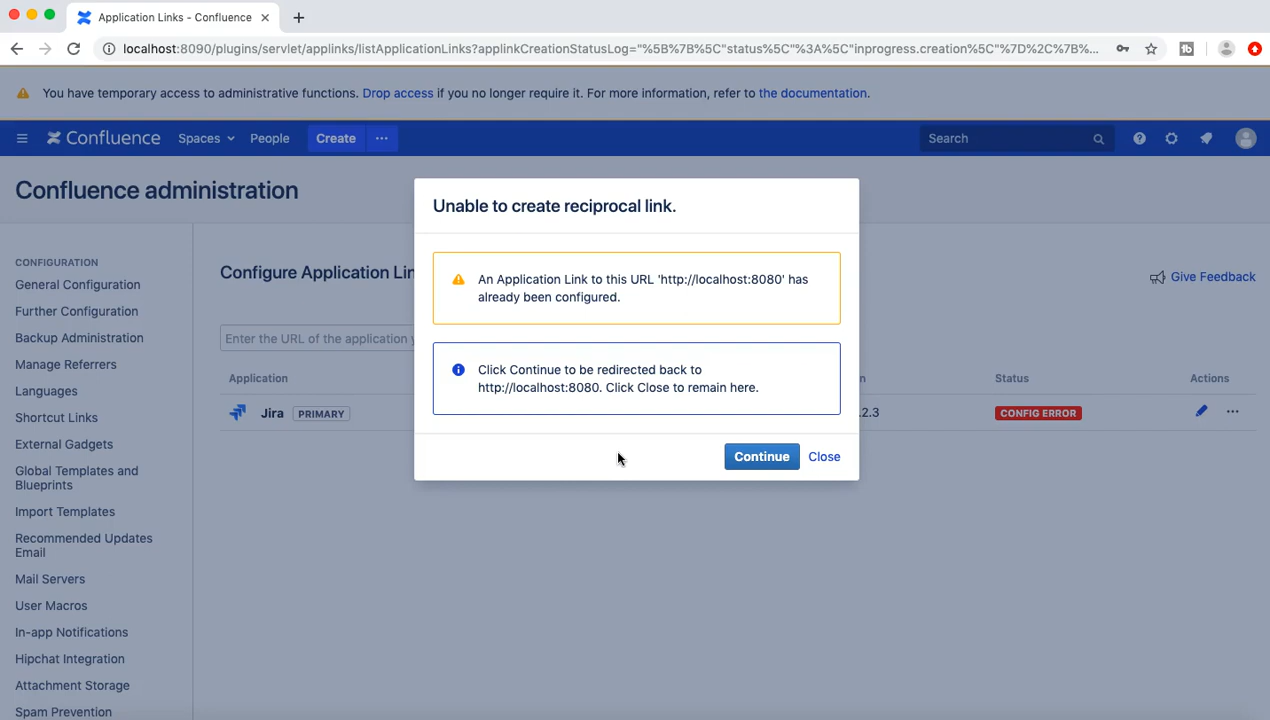 Application Links - Confluence
localhost:8090/plugins/servlet/applinks/listApplicationLinks?applinkCreationStatusLog="%5B%7B%5C"status%5C"%3A%5C"inprogress.creation%5C"%7D%2C%7B%...
You have temporary access to administrative functions. Drop access if you no longer require it. For more information, refer to the documentation.
Confluence Spaces People Create Search
Confluence administration
Unable to create reciprocal link.
An Application Link to this URL 'http://localhost:8080' has
already been configured.
Click Continue to be redirected back to
http://localhost:8080. Click Close to remain here.
Continue Close
CONFIGURATION
General Configuration
Further Configuration
Backup Administration
Manage Referrers
Languages
Shortcut Links
External Gadgets
Global Templates and
Blueprints
Import Templates
Recommended Updates
Email
Mail Servers
User Macros
In-app Notifications
Hipchat Integration
Attachment Storage
Spam Prevention
Configure Application Lin
Give Feedback
Enter the URL of the application y
Application n Status Actions
Jira PRIMARY .2.3 CONFIG ERROR